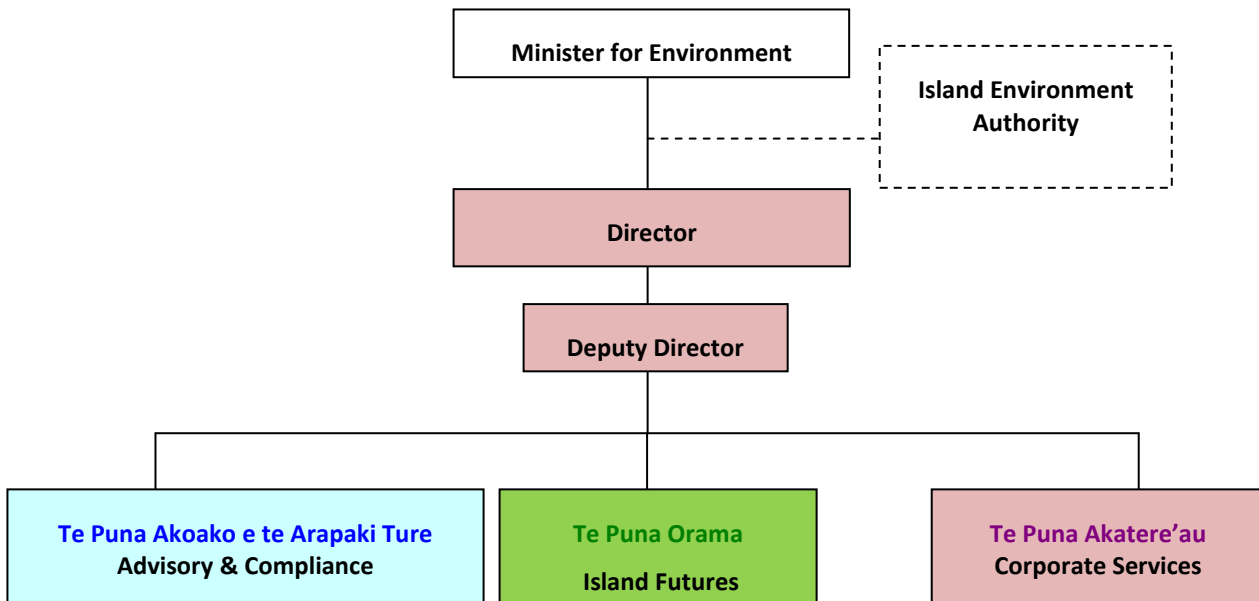 Minister for Environment
Island Environment
Authority
Director
Deputy Director
Te Puna Akoako e te Arapaki Ture
Advisory & Compliance
Te Puna Orama
Island Futures
Te Puna Akatere’au
Corporate Services